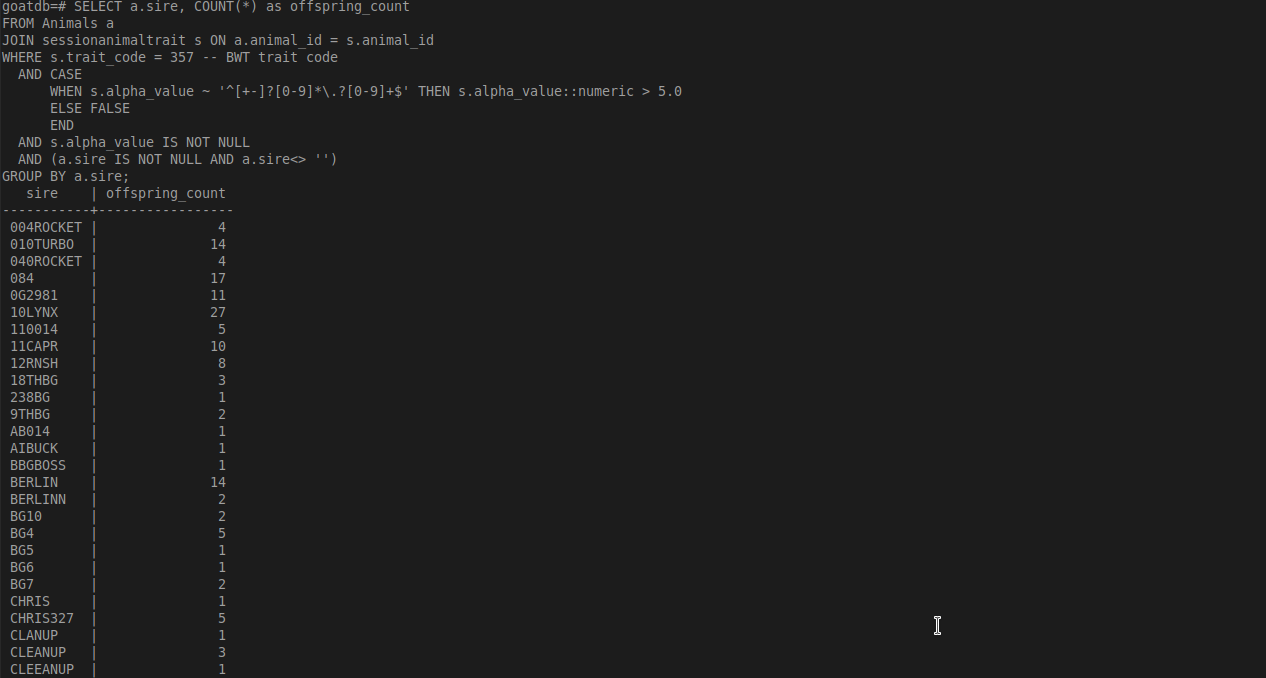 goatdb=# SELECT a.sire, COUNT(*) as offspring_count
FROM Animals a
JOIN sessionanimaltrait s ON a.animal_id = s.animal_id
WHERE s.trait_code = 357 -- BWT trait code
  AND CASE
      WHEN s.alpha_value ~ '^[+-]?[0-9]*\.?[0-9]+$' THEN s.alpha_value::numeric > 5.0
      ELSE FALSE
      END
  AND s.alpha_value IS NOT NULL
  AND (a.sire IS NOT NULL AND a.sire<> '')
GROUP BY a.sire;
   sire    | offspring_count
-----------+-----------------
 004ROCKET |               4
 010TURBO  |              14
 040ROCKET |               4
 084       |              17
 0G2981    |              11
 10LYNX    |              27
 110014    |               5
 11CAPR    |              10
 12RNSH    |               8
 18THBG    |               3
 238BG     |               1
 9THBG     |               2
 AB014     |               1
 AIBUCK    |               1
 BBGBOSS   |               1
 BERLIN    |              14
 BERLINN   |               2
 BG10      |               2
 BG4       |               5
 BG5       |               1
 BG6       |               1
 BG7       |               2
 CHRIS     |               1
 CHRIS327  |               5
 CLANUP    |               1
 CLEANUP   |               3
 CLEEANUP  |               1